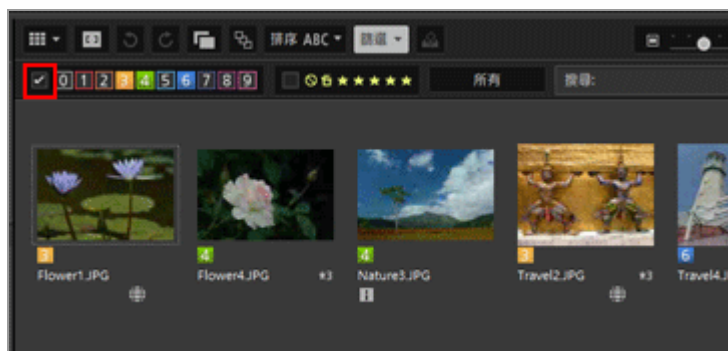 排序 ABC 篩選
0 1 2 3 4 5 6 7 8 9 所有 搜尋:
3 4 3 6
Flower1.JPG Flower4.JPG ★3 Nature3.JPG Travel2.JPG ★3 Travel4.J